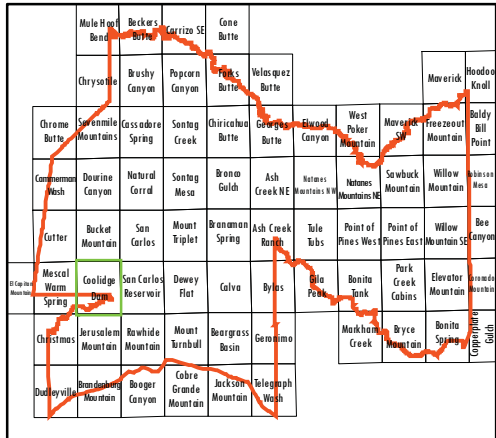 Mule Hoof
Bend
Beckers
Butte
Carrizo SE
Cone
Butte
Chrysotile
Brushy
Canyon
Popcorn
Canyon
Forks
Butte
Velasquez
Butte
Maverick
Hoodoo
Knoll
Chrome
Butte
Sevenmile
Mountains
Cassadore
Spring
Sontag
Creek
Chiricahua
Butte
Georges
Butte
Elwood
Canyon
West
Poker
Mountain
Maverick
SW
Freezeout
Mountain
Baldy
Bill
Point
Cammerman
Wash
Dourine
Canyon
Natural
Corral
Sontag
Mesa
Bronco
Gulch
Ash
Creek NE
Natanes
Mountains NW
Natanes
Mountains NE
Sawbuck
Mountain
Willow
Mountain
Robinson
Mesa
Cutter
Bucket
Mountain
San
Carlos
Mount
Triplet
Branaman
Spring
Ash Creek
Ranch
Tule
Tubs
Point of
Pines West
Point of
Pines East
Willow
Mountain SE
Bee
Canyon
El Capitan
Mountain
Mescal
Warm
Spring
Coolidge
Dam
San Carlos
Reservoir
Dewey
Flat
Calva
Bylas
Gila
Peak
Bonita
Tank
Park
Creek
Cabins
Elevator
Mountain
Coronado
Mountain
Christmas
Jerusalem
Mountain
Rawhide
Mountain
Mount
Turnbull
Beargrass
Basin
Geronimo
Markham
Creek
Bryce
Mountain
Bonita
Spring
Copperplate
Gulch
Dudleyville
Brandenburg
Mountain
Booger
Canyon
Cobre
Grande
Mountain
Jackson
Mountain
Telegraph
Wash